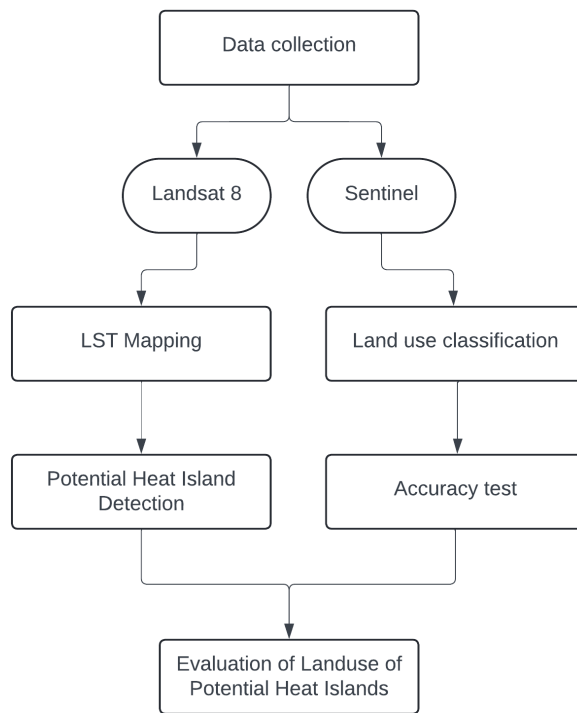 Data collection
Landsat 8
Sentinel
LST Mapping
Land use classification
Potential Heat Island
Detection
Accuracy test
Evaluation of Landuse of
Potential Heat Islands